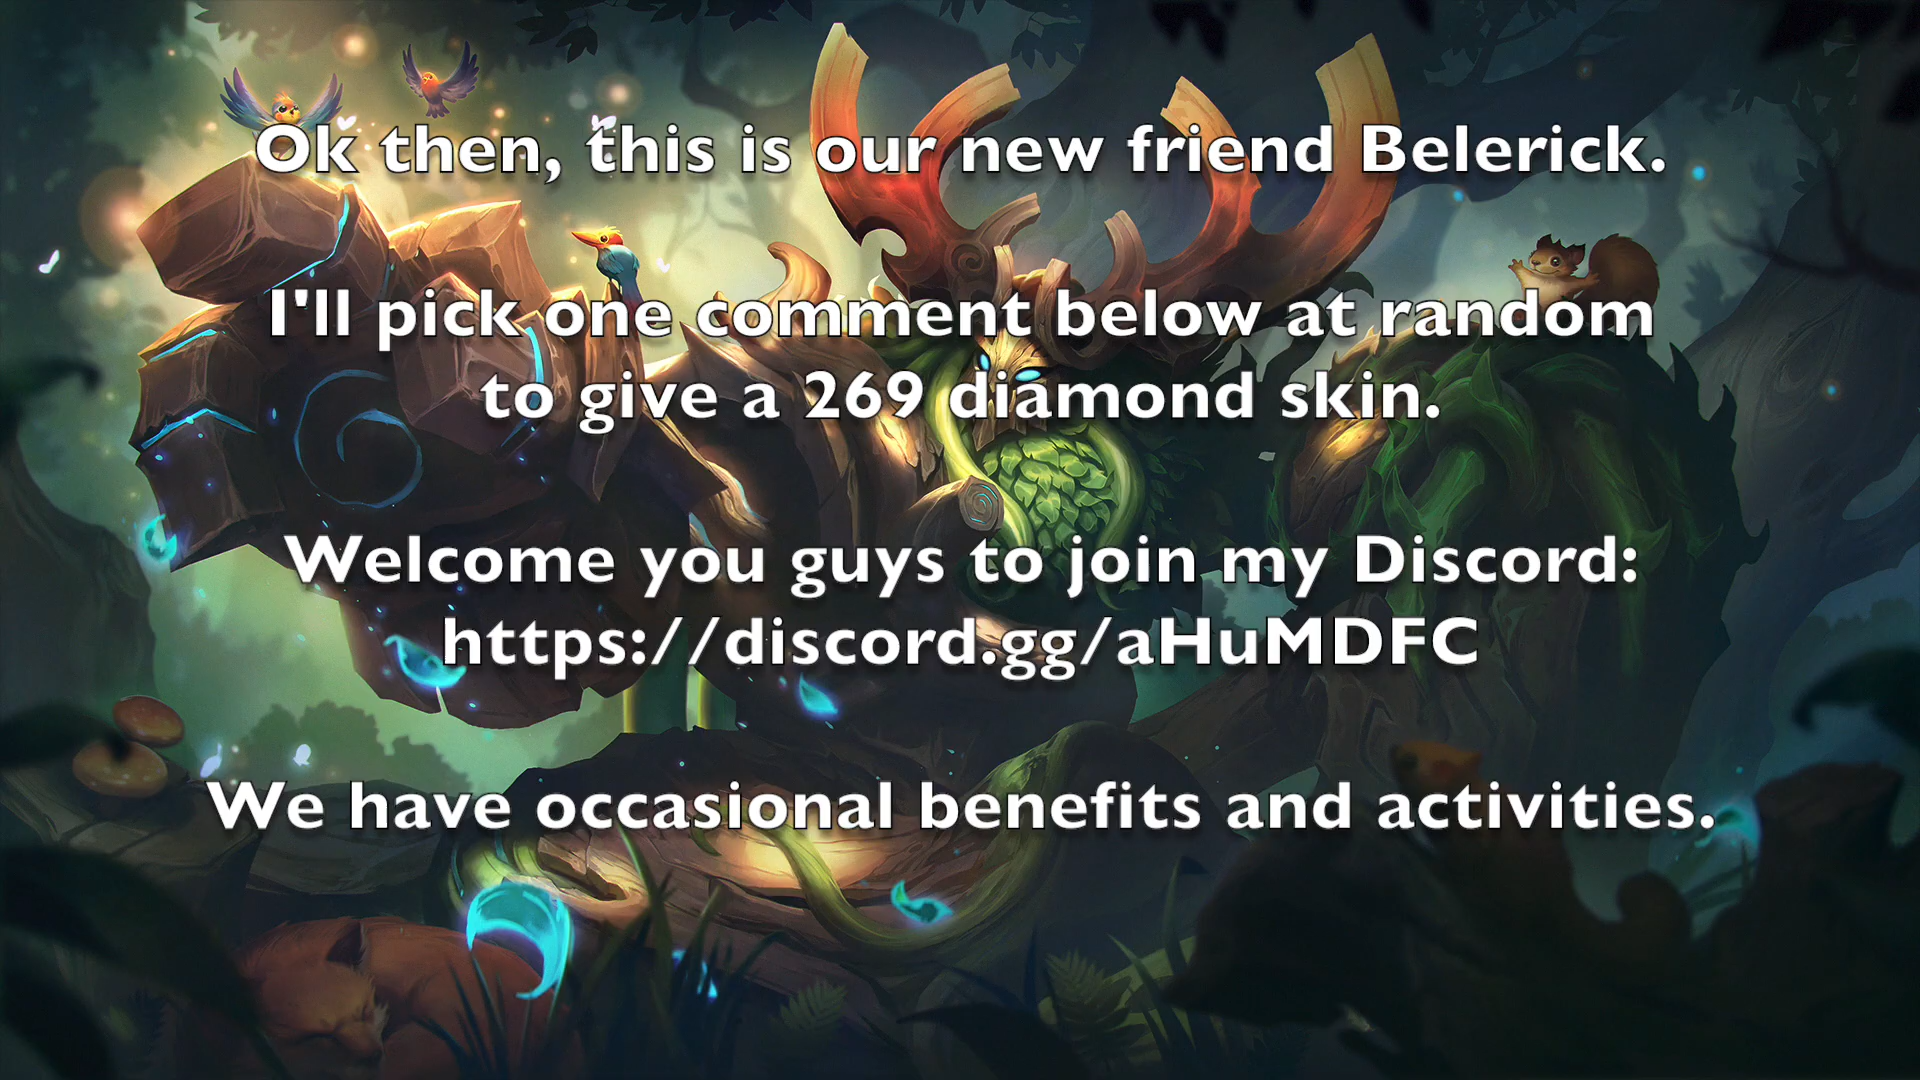 Ok then, this is our new friend Belerick.
I'll pick one comment below at random
to give a 269 diamond skin.
Welcome you guys to join my Discord:
https://discord.gg/aHuMDFC
We have occasional benefits and activities.